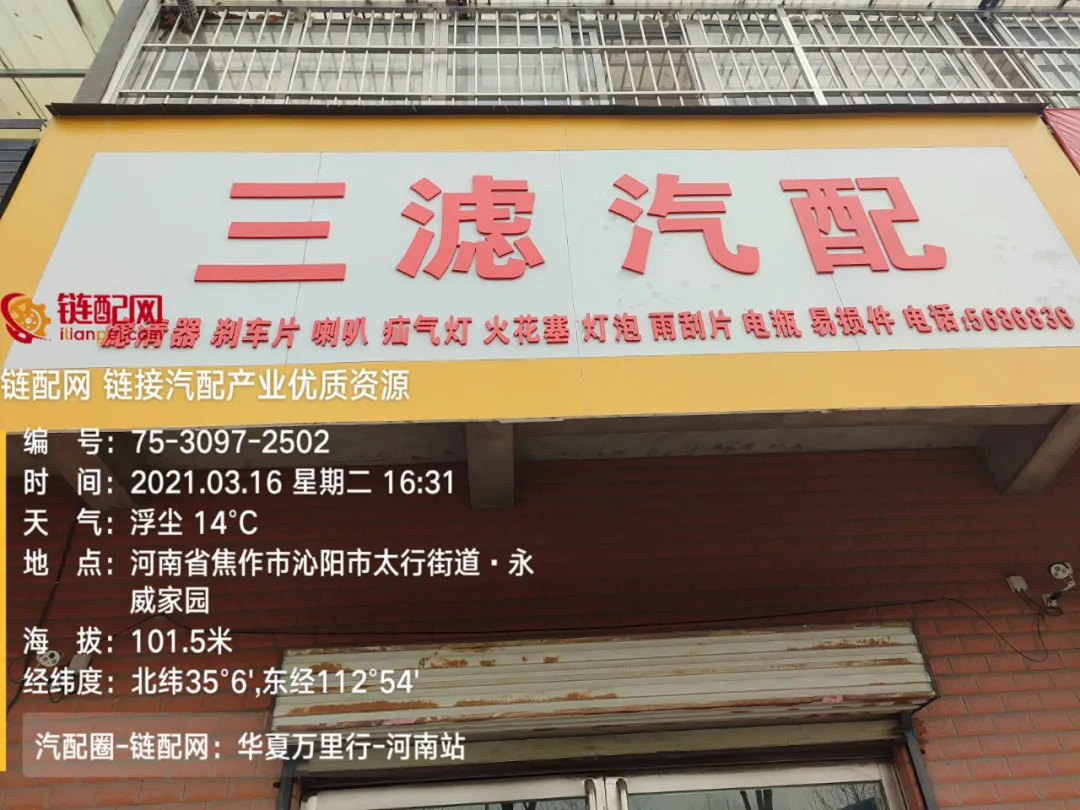 三滤汽配
滤清器 刹车片 喇叭 疝气灯 火花塞 灯泡 雨刮片 电瓶 易损件 电话:5686836
链配网
ilianpei.com
链配网 链接汽配产业优质资源
编 号：75-3097-2502
时 间：2021.03.16 星期二 16:31
天 气：浮尘 14°C
地 点：河南省焦作市沁阳市太行街道·永
威家园
海 拔：101.5米
经纬度：北纬35°6',东经112°54'
汽配圈-链配网：华夏万里行-河南站